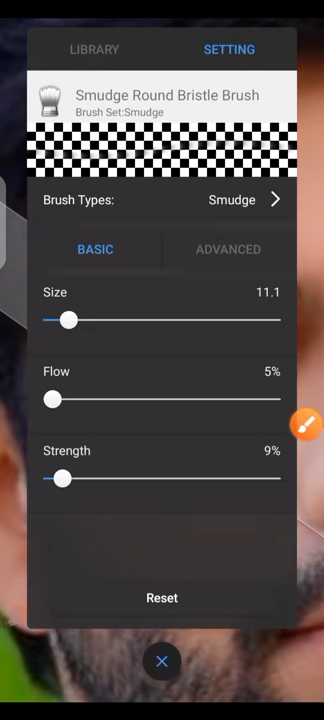 LIBRARY SETTING
Smudge Round Bristle Brush
Brush Set:Smudge
Brush Types: Smudge
BASIC ADVANCED
Size 11.1
Flow 5%
Strength 9%
Reset